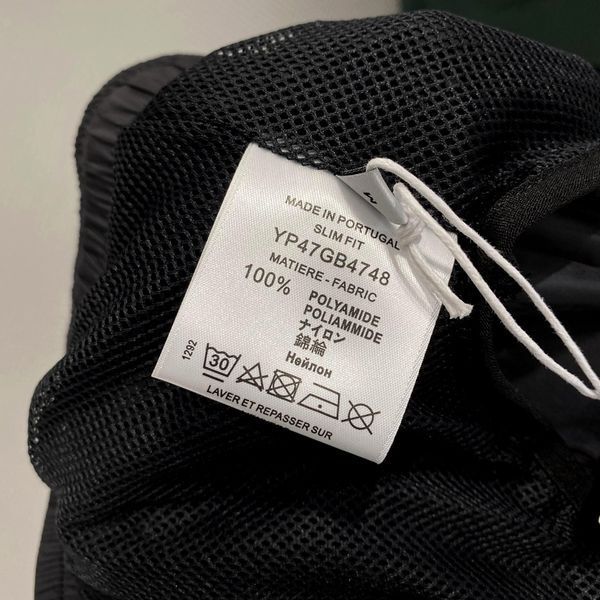 M
MADE IN PORTUGAL
SLIM FIT
YP47GB4748
MATIERE - FABRIC
100%
POLYAMIDE
POLIAMMIDE
ナイロン
錦綸
Нейлон
1292
30
LAVER ET REPASSER SUR